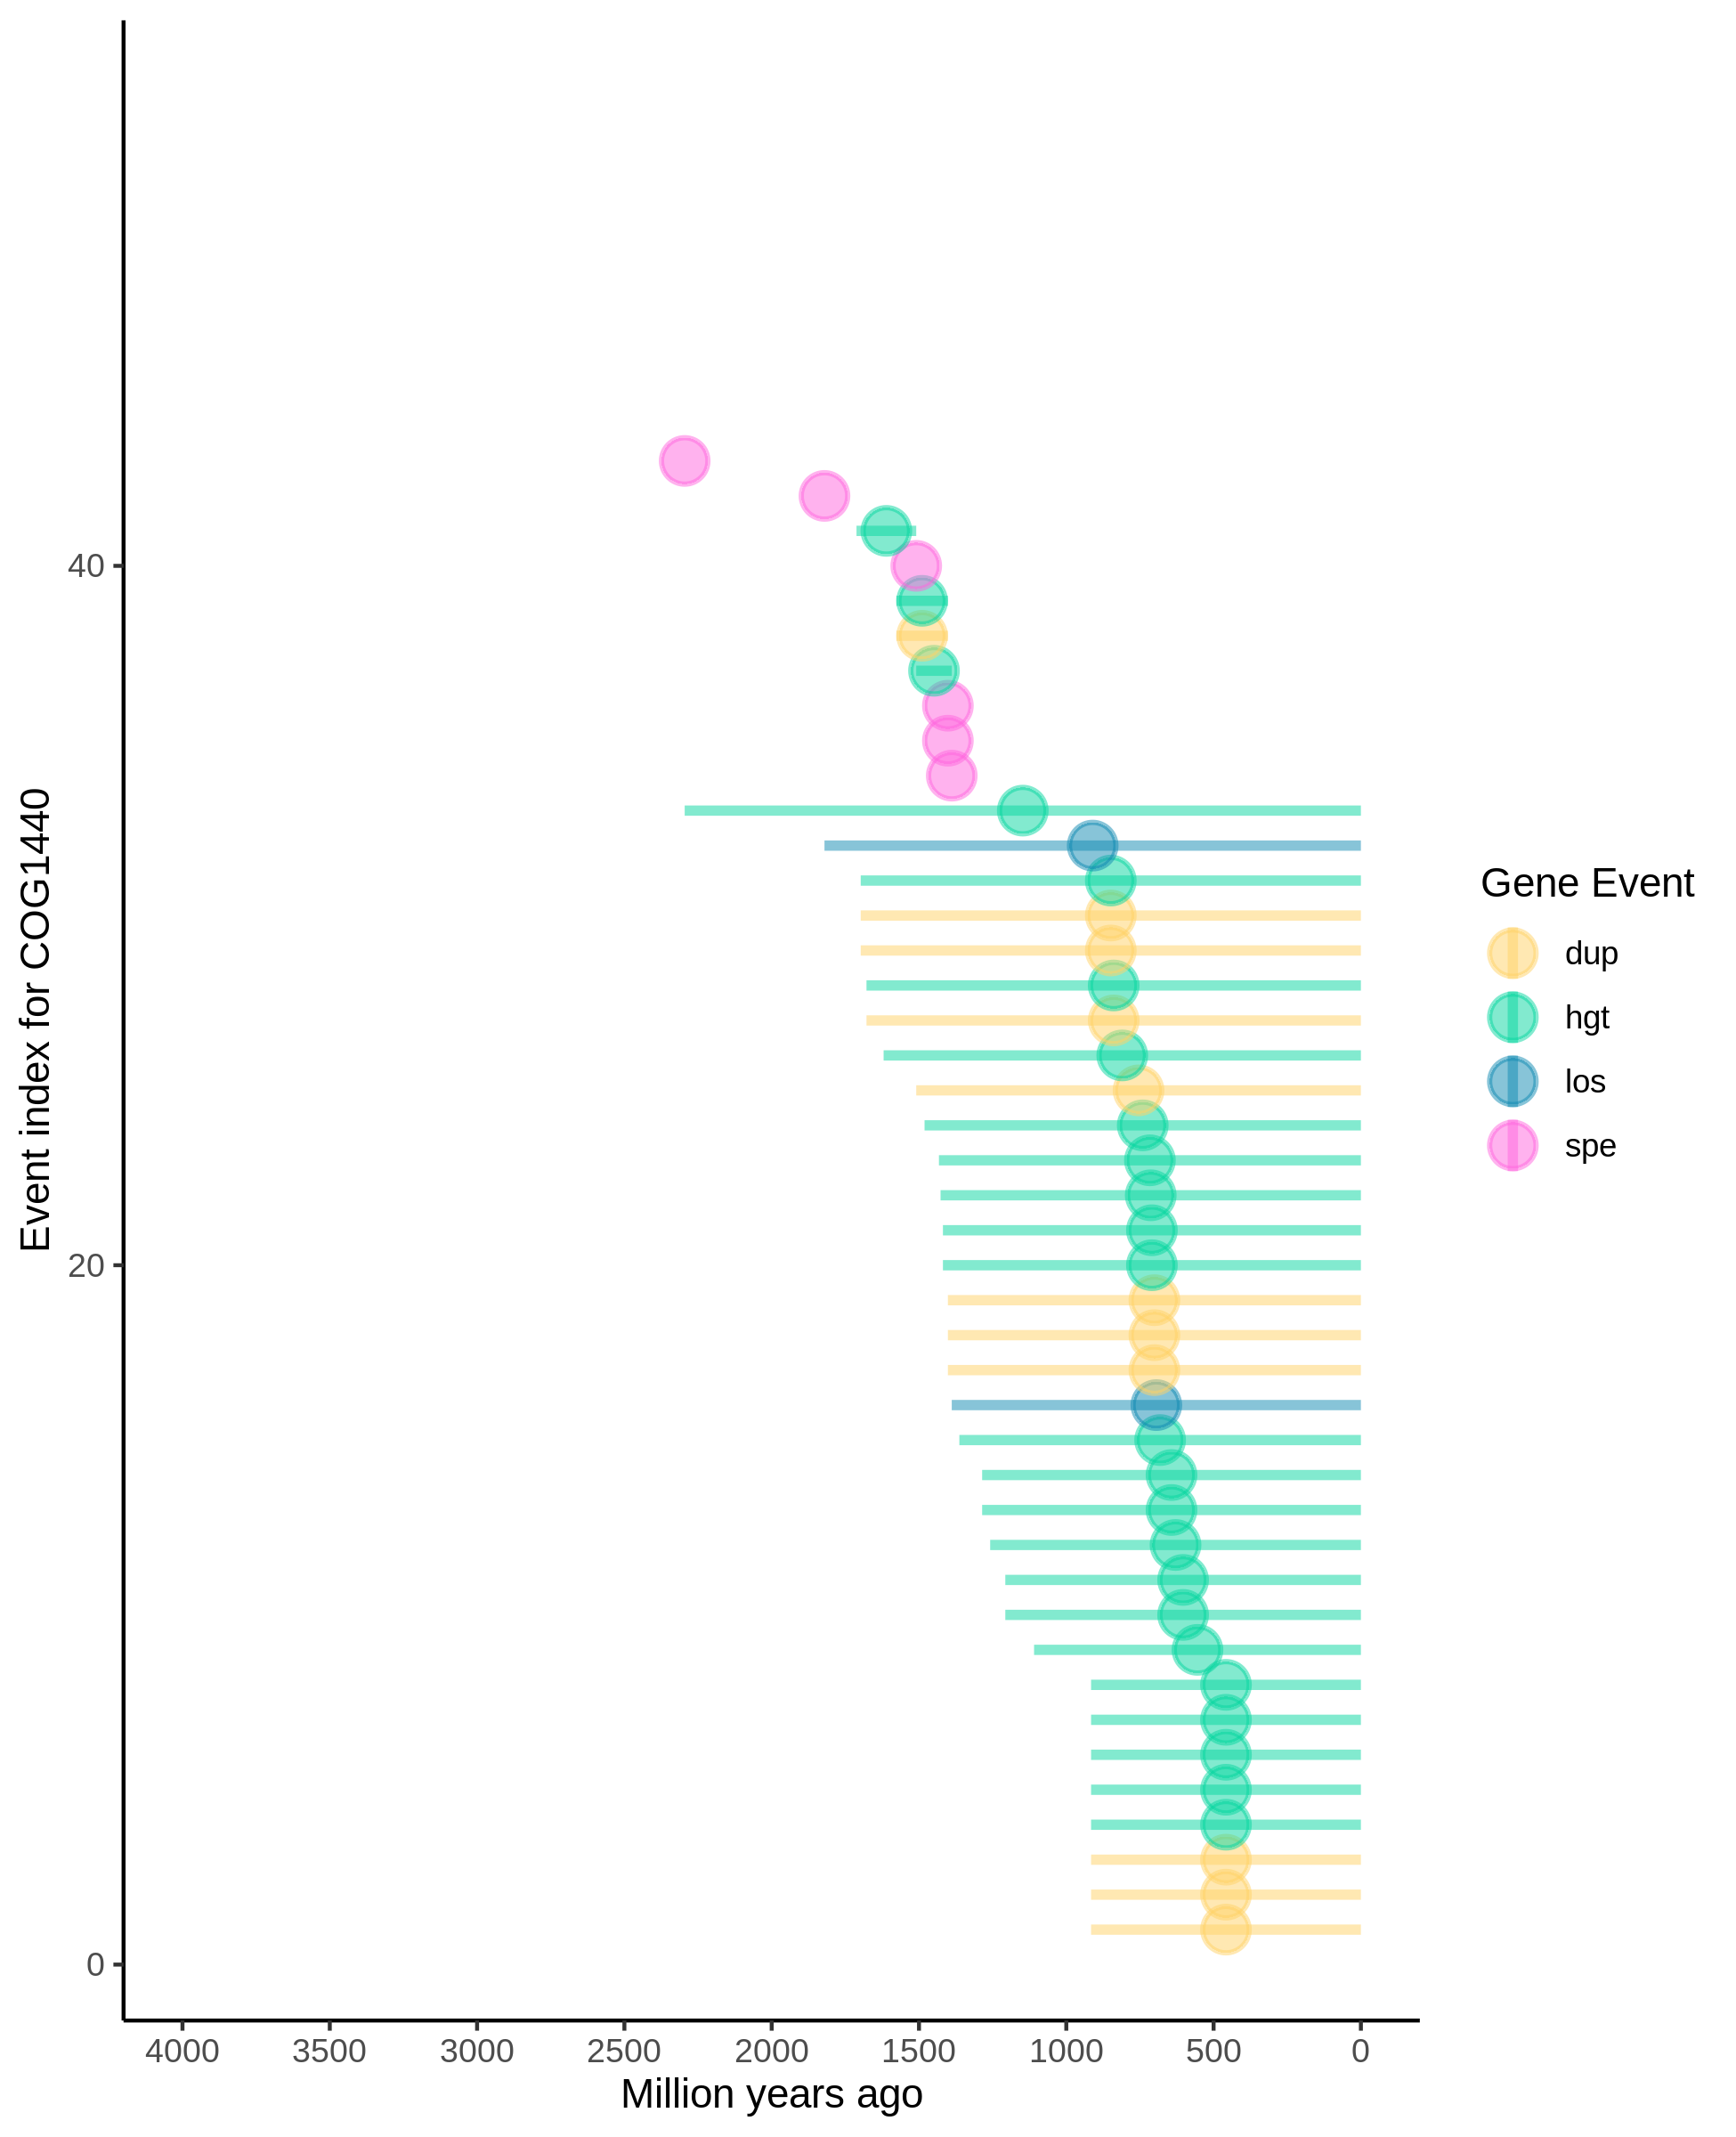 Event index for COG1440
40
20
0
4000 3500 3000 2500 2000 1500 1000 500 0
Million years ago
Gene Event
dup
hgt
los
spe